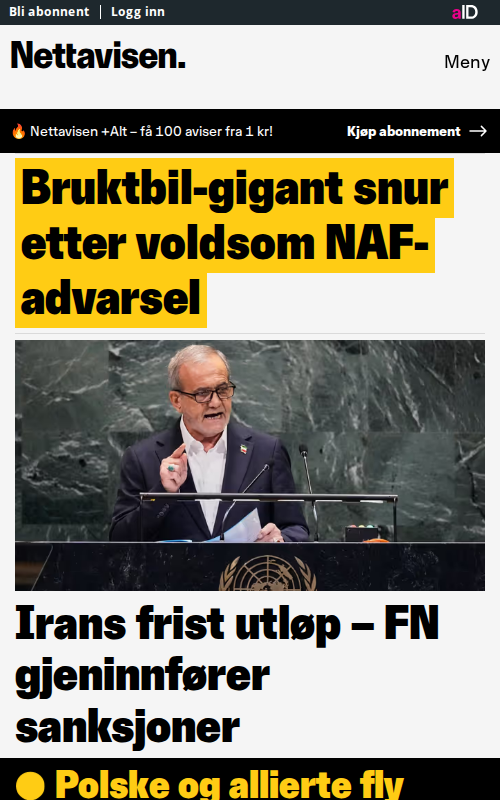 Bli abonnent | Logg inn
aID
Nettavisen.
Meny
🔥 Nettavisen +Alt – få 100 aviser fra 1 kr!
Kjøp abonnement →
Bruktbil-gigant snur
etter voldsom NAF-
advarsel
Irans frist utløp – FN
gjeninnfører
sanksjoner
Polske og allierte fly